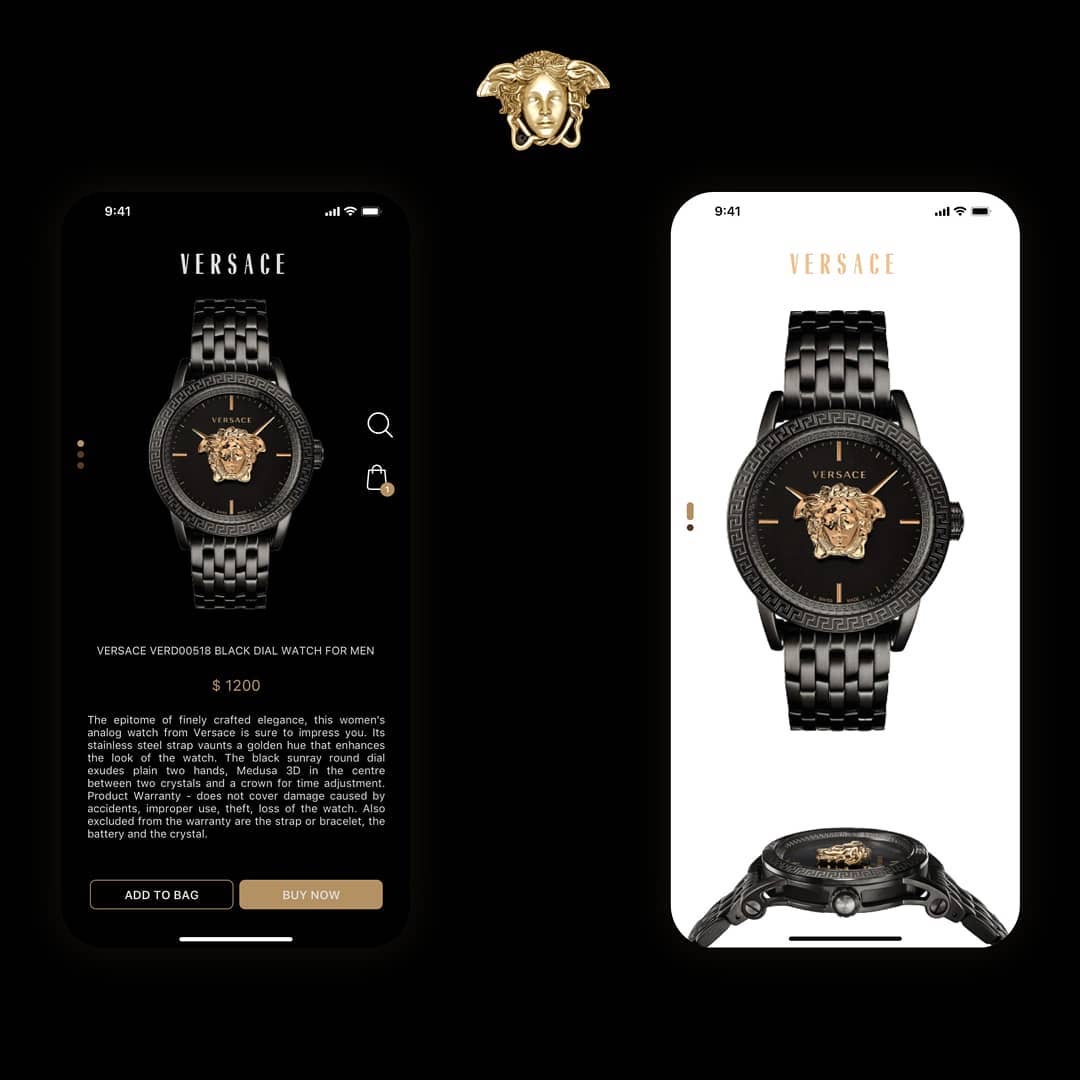 9:41
VERSACE
VERSACE
1
VERSACE VERD00518 BLACK DIAL WATCH FOR MEN
$ 1200
The epitome of finely crafted elegance, this women's
analog watch from Versace is sure to impress you. Its
stainless steel strap vaunts a golden hue that enhances
the look of the watch. The black sunray round dial
exudes plain two hands, Medusa 3D in the centre
between two crystals and a crown for time adjustment.
Product Warranty - does not cover damage caused by
accidents, improper use, theft, loss of the watch. Also
excluded from the warranty are the strap or bracelet, the
battery and the crystal.
ADD TO BAG
BUY NOW
9:41
VERSACE
VERSACE
SWISS MADE